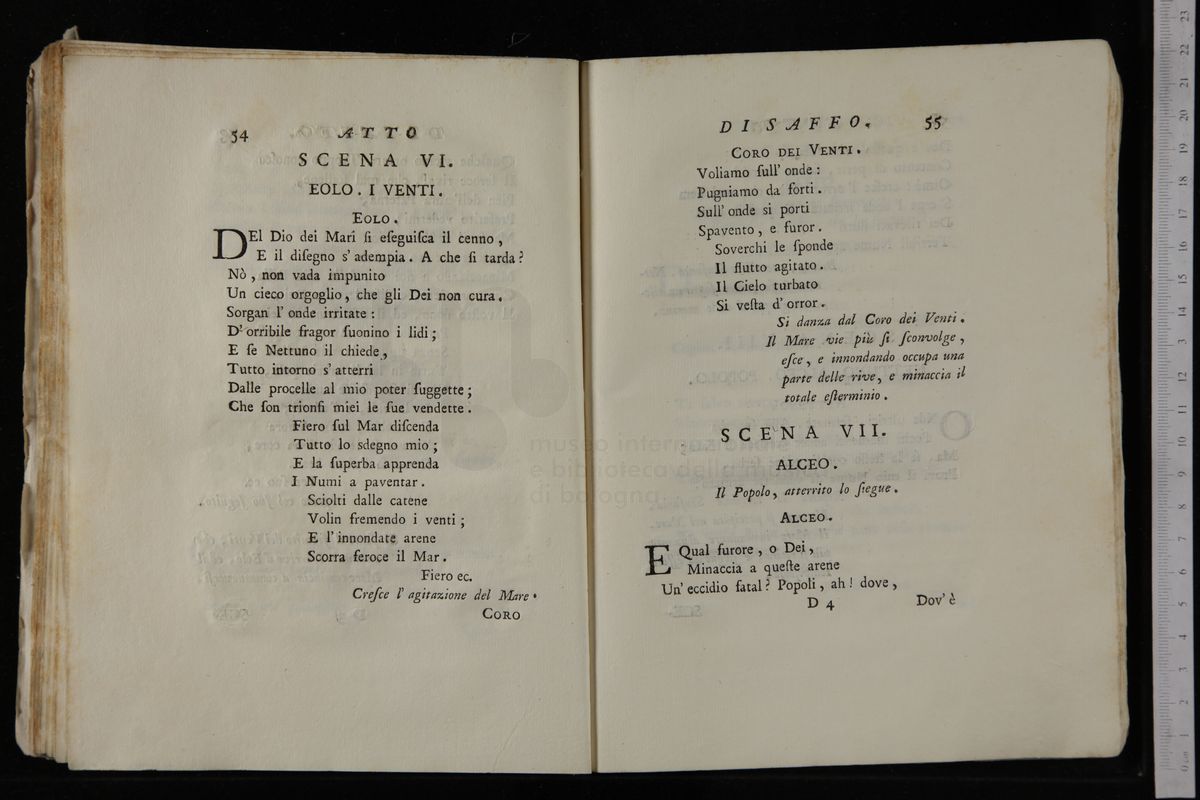 54 ATTO
SCENA VI.
EOLO. I VENTI.
EOLO.
DEl Dio dei Mari ſi eſeguiſca il cenno,
E il diſegno s' adempia. A che ſi tarda?
Nò, non vada impunito
Un cieco orgoglio, che gli Dei non cura.
Sorgan l' onde irritate:
D' orribile fragor ſuonino i lidi;
E ſe Nettuno il chiede,
Tutto intorno s' atterri
Dalle procelle al mio poter ſuggette;
Che ſon trionfi miei le ſue vendette.
Fiero ſul Mar diſcenda
Tutto lo sdegno mio;
E la ſuperba apprenda
I Numi a paventar.
Sciolti dalle catene
Volin fremendo i venti;
E l' innondate arene
Scorra feroce il Mar.
Fiero ec.
Creſce l' agitazione del Mare.
CORO
DI SAFFO. 55
CORO DEI VENTI.
Voliamo ſull' onde:
Pugniamo da forti.
Sull' onde si porti
Spavento, e furor.
Soverchi le ſponde
Il flutto agitato.
Il Cielo turbato
Si veſta d' orror.
Si danza dal Coro dei Venti.
Il Mare vie più ſi ſconvolge,
eſce, e innondando occupa una
parte delle rive, e minaccia il
totale eſterminio.
SCENA VII.
ALCEO.
Il Popolo, atterrito lo ſiegue.
ALCEO.
E Qual furore, o Dei,
Minaccia a queſte arene
Un' eccidio fatal? Popoli, ah! dove,
D 4 Dov' è
museo internazionale
e biblioteca della musica
di bologna